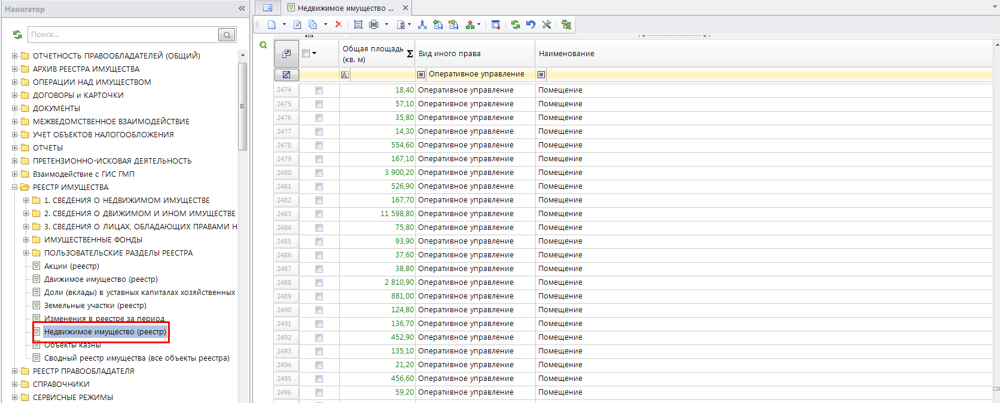 Навигатор
Поиск...
ОТЧЕТНОСТЬ ПРАВООБЛАДАТЕЛЕЙ (ОБЩИЙ)
АРХИВ РЕЕСТРА ИМУЩЕСТВА
ОПЕРАЦИИ НАД ИМУЩЕСТВОМ
ДОГОВОРЫ и КАРТОЧКИ
ДОКУМЕНТЫ
МЕЖВЕДОМСТВЕННОЕ ВЗАИМОДЕЙСТВИЕ
УЧЕТ ОБЪЕКТОВ НАЛОГООБЛОЖЕНИЯ
ОТЧЕТЫ
ПРЕТЕНЗИОННО-ИСКОВАЯ ДЕЯТЕЛЬНОСТЬ
Взаимодействие с ГИС ГМП
РЕЕСТР ИМУЩЕСТВА
1. СВЕДЕНИЯ О НЕДВИЖИМОМ ИМУЩЕСТВЕ
2. СВЕДЕНИЯ О ДВИЖИМОМ И ИНОМ ИМУЩЕСТВЕ
3. СВЕДЕНИЯ О ЛИЦАХ, ОБЛАДАЮЩИХ ПРАВАМИ Н
ИМУЩЕСТВЕННЫЕ ФОНДЫ
ПОЛЬЗОВАТЕЛЬСКИЕ РАЗДЕЛЫ РЕЕСТРА
Акции (реестр)
Движимое имущество (реестр)
Доли (вклады) в уставных капиталах хозяйственных
Земельные участки (реестр)
Изменения в реестре за период
Недвижимое имущество (реестр)
Объекты казны
Сводный реестр имущества (все объекты реестра)
РЕЕСТР ПРАВООБЛАДАТЕЛЯ
СПРАВОЧНИКИ
СЕРВИСНЫЕ РЕЖИМЫ
Недвижимое имущество ...
Общая площадь (кв. м) Σ Вид иного права Наименование
A Оперативное управление
2474 18,40 Оперативное управление Помещение
2475 57,10 Оперативное управление Помещение
2476 35,80 Оперативное управление Помещение
2477 14,30 Оперативное управление Помещение
2478 554,60 Оперативное управление Помещение
2479 167,10 Оперативное управление Помещение
2480 3 900,20 Оперативное управление Помещение
2481 526,90 Оперативное управление Помещение
2482 167,70 Оперативное управление Помещение
2483 11 598,80 Оперативное управление Помещение
2484 75,80 Оперативное управление Помещение
2485 93,90 Оперативное управление Помещение
2486 37,60 Оперативное управление Помещение
2487 38,80 Оперативное управление Помещение
2488 2 810,90 Оперативное управление Помещение
2489 881,00 Оперативное управление Помещение
2490 124,80 Оперативное управление Помещение
2491 136,70 Оперативное управление Помещение
2492 452,90 Оперативное управление Помещение
2493 135,10 Оперативное управление Помещение
2494 21,20 Оперативное управление Помещение
2495 456,60 Оперативное управление Помещение
2496 59,20 Оперативное управление Помещение